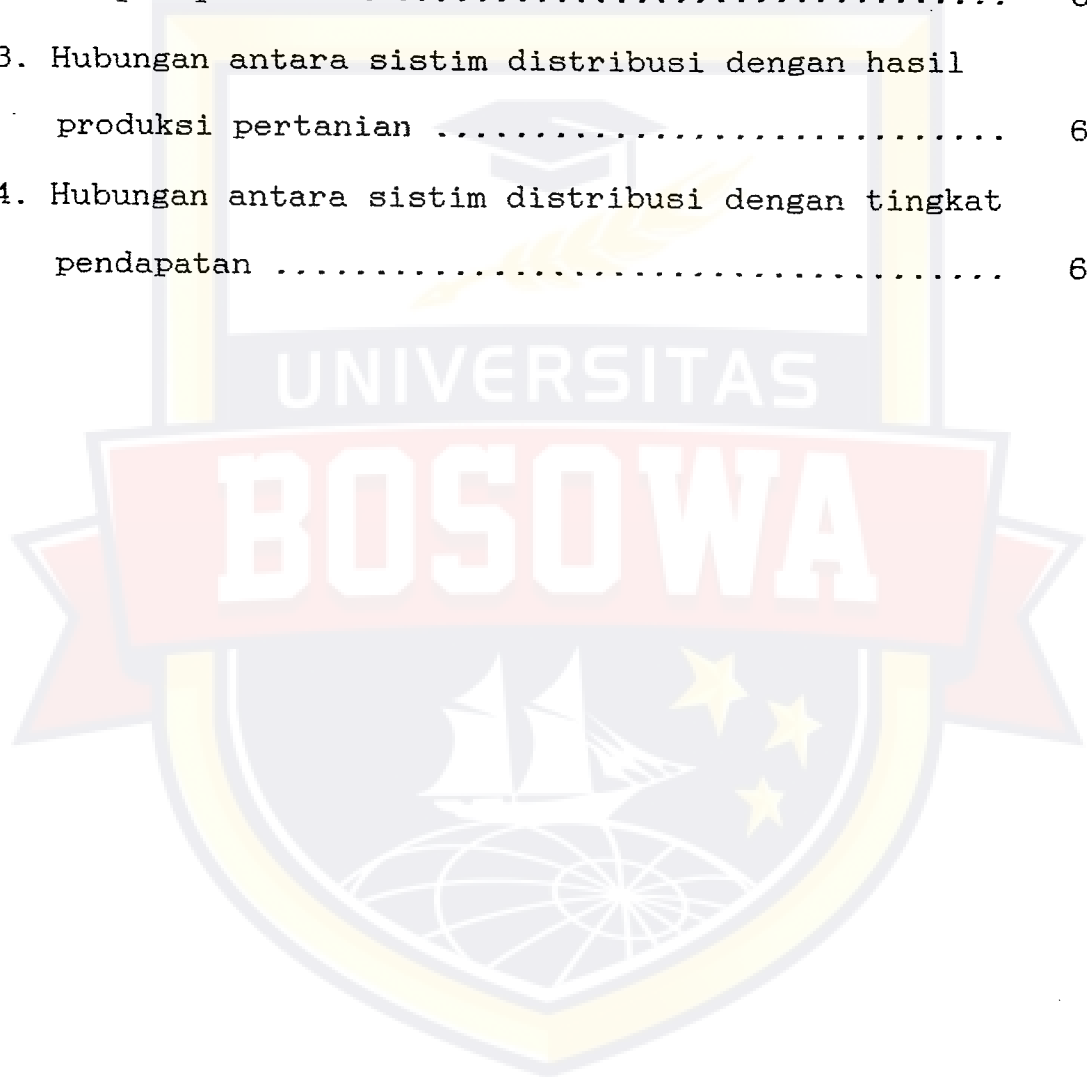 3. Hubungan antara sistim distribusi dengan hasil
produksi pertanian ............................. 6
4. Hubungan antara sistim distribusi dengan tingkat
pendapatan ..................................... 6
UNIVERSITAS
BOSOWA